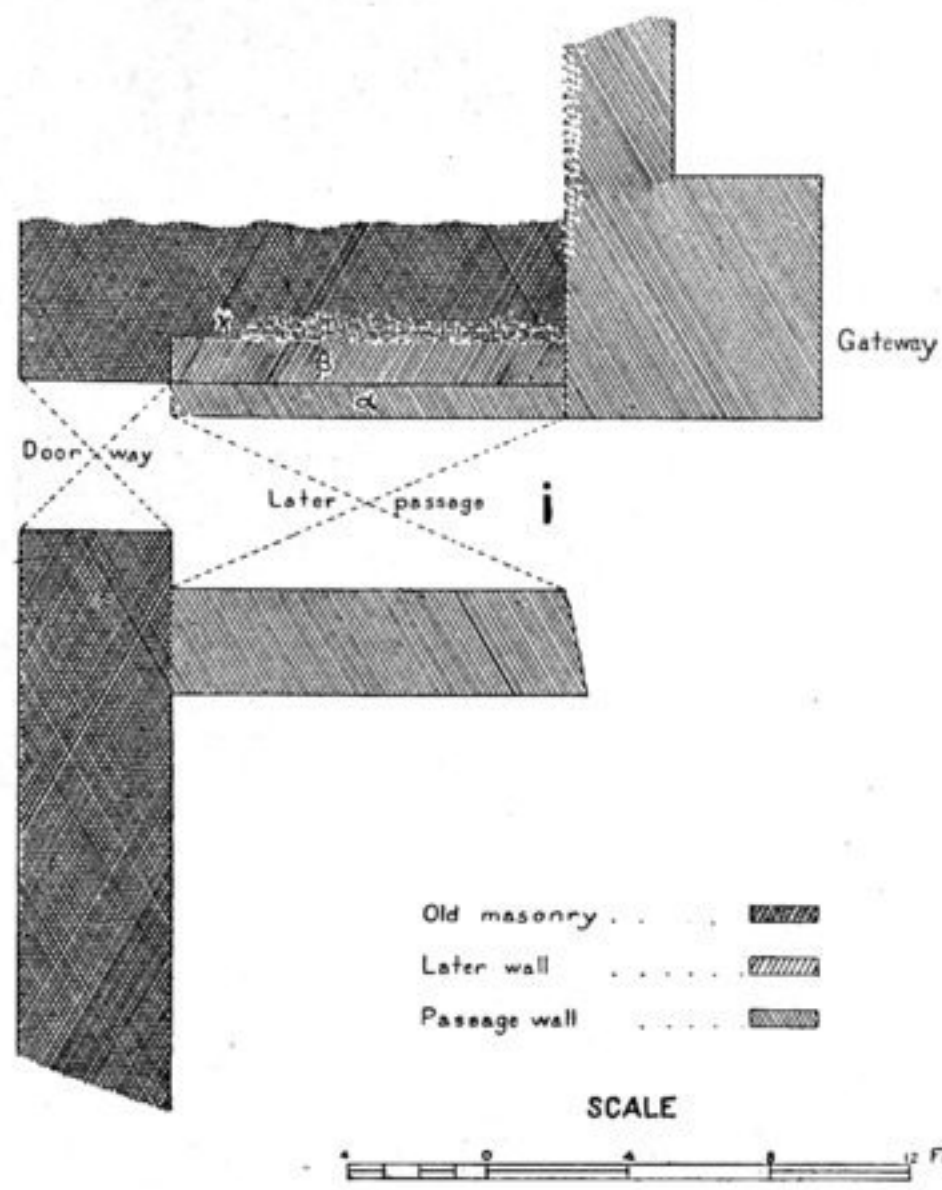 γ
β
Gateway
α
Door way
Later passage i
Old masonry . . . .
Later wall . . . . . .
Passage wall . . . . .
SCALE
4 0 4 8 12 F